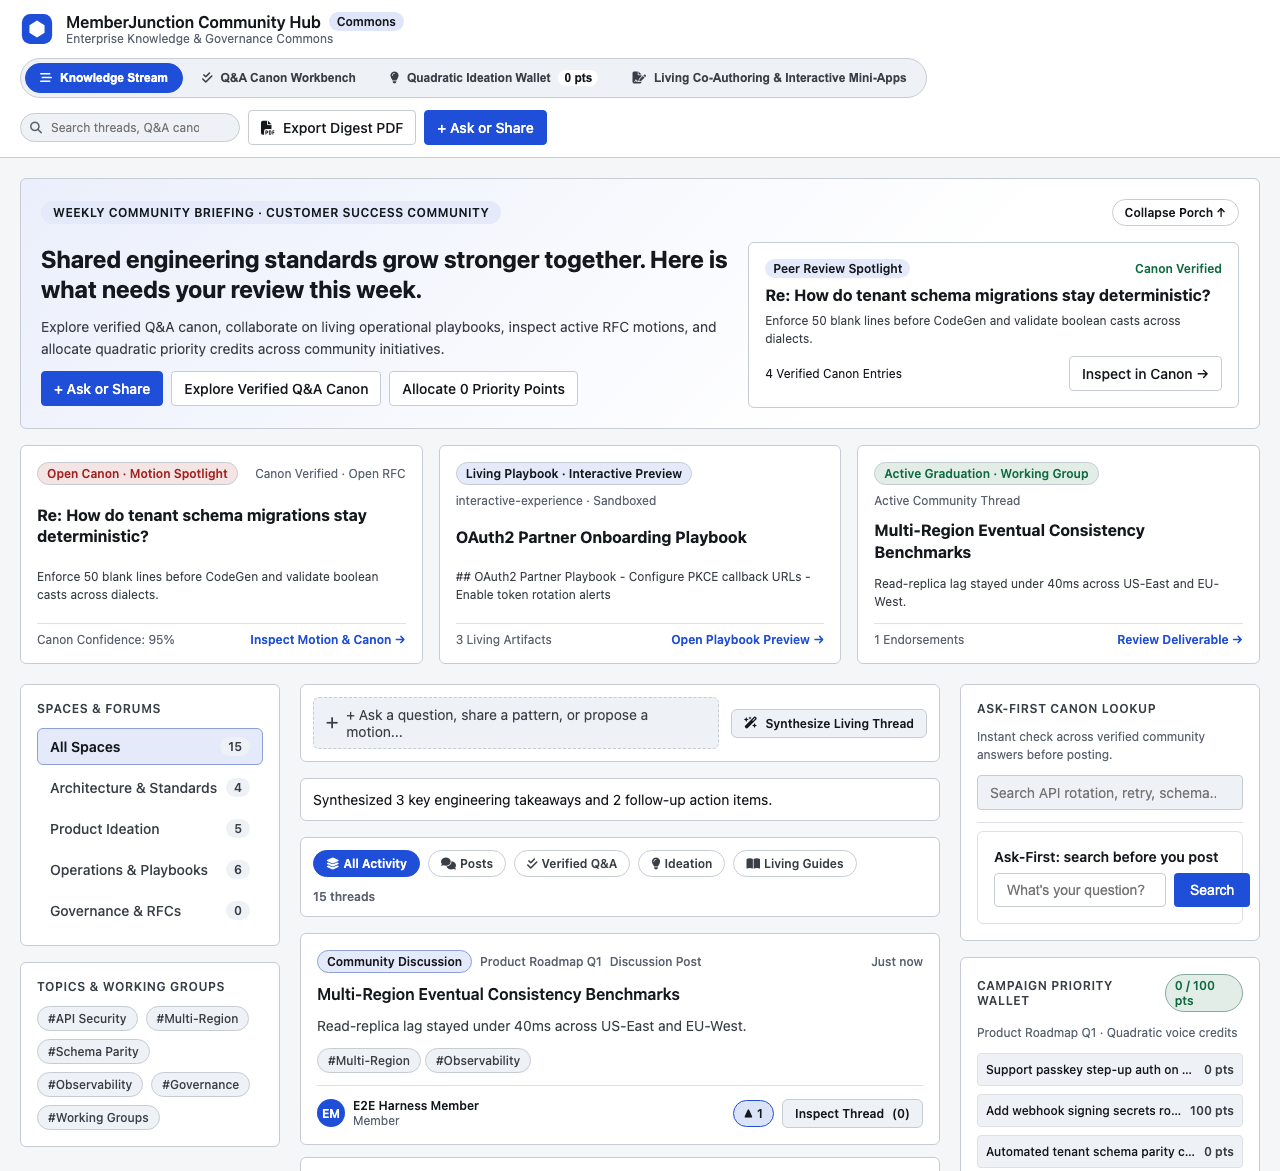 MemberJunction Community Hub
Commons
Enterprise Knowledge & Governance Commons
Knowledge Stream
Q&A Canon Workbench
Quadratic Ideation Wallet 0 pts
Living Co-Authoring & Interactive Mini-Apps
Search threads, Q&A canc
Export Digest PDF
+ Ask or Share
WEEKLY COMMUNITY BRIEFING · CUSTOMER SUCCESS COMMUNITY
Collapse Porch ↑
Shared engineering standards grow stronger together. Here is
what needs your review this week.
Explore verified Q&A canon, collaborate on living operational playbooks, inspect active RFC motions, and
allocate quadratic priority credits across community initiatives.
+ Ask or Share
Explore Verified Q&A Canon
Allocate 0 Priority Points
Peer Review Spotlight
Canon Verified
Re: How do tenant schema migrations stay deterministic?
Enforce 50 blank lines before CodeGen and validate boolean casts across
dialects.
4 Verified Canon Entries
Inspect in Canon →
Open Canon · Motion Spotlight
Canon Verified · Open RFC
Re: How do tenant schema migrations stay
deterministic?
Enforce 50 blank lines before CodeGen and validate boolean
casts across dialects.
Canon Confidence: 95%
Inspect Motion & Canon →
Living Playbook · Interactive Preview
interactive-experience · Sandboxed
OAuth2 Partner Onboarding Playbook
## OAuth2 Partner Playbook - Configure PKCE callback URLs -
Enable token rotation alerts
3 Living Artifacts
Open Playbook Preview →
Active Graduation · Working Group
Active Community Thread
Multi-Region Eventual Consistency
Benchmarks
Read-replica lag stayed under 40ms across US-East and EU-
West.
1 Endorsements
Review Deliverable →
SPACES & FORUMS
All Spaces 15
Architecture & Standards 4
Product Ideation 5
Operations & Playbooks 6
Governance & RFCs 0
TOPICS & WORKING GROUPS
#API Security
#Multi-Region
#Schema Parity
#Observability
#Governance
#Working Groups
+ Ask a question, share a pattern, or propose a
motion...
Synthesize Living Thread
Synthesized 3 key engineering takeaways and 2 follow-up action items.
All Activity
Posts
Verified Q&A
Ideation
Living Guides
15 threads
Community Discussion
Product Roadmap Q1
Discussion Post
Just now
Multi-Region Eventual Consistency Benchmarks
Read-replica lag stayed under 40ms across US-East and EU-West.
#Multi-Region
#Observability
EM
E2E Harness Member
Member
▲ 1
Inspect Thread (0)
ASK-FIRST CANON LOOKUP
Instant check across verified community
answers before posting.
Search API rotation, retry, schema..
Ask-First: search before you post
What's your question?
Search
CAMPAIGN PRIORITY
WALLET
0 / 100
pts
Product Roadmap Q1 · Quadratic voice credits
Support passkey step-up auth on ... 0 pts
Add webhook signing secrets ro... 100 pts
Automated tenant schema parity c... 0 pts